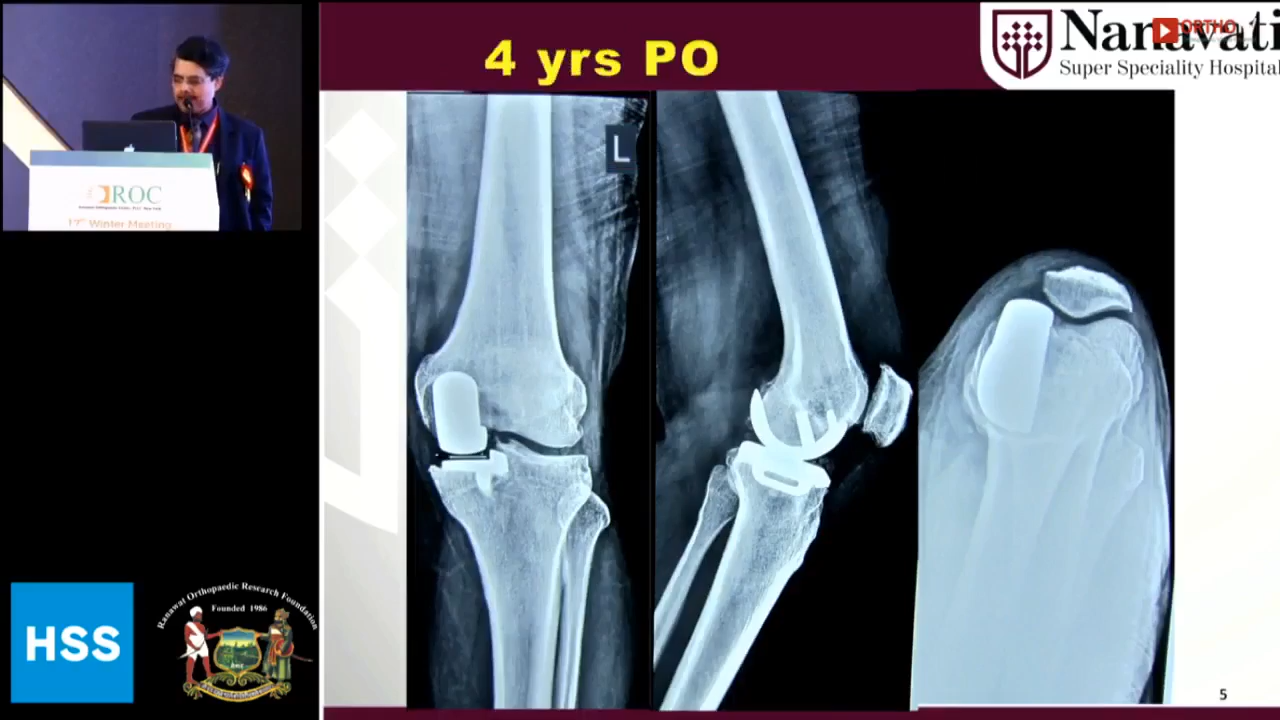 4 yrs PO
Nanavati
Super Speciality Hospital
ORTHO
L
ROC
17th Winter Meeting
HSS
Ranawat Orthopaedic Research Foundation
Founded 1986
5